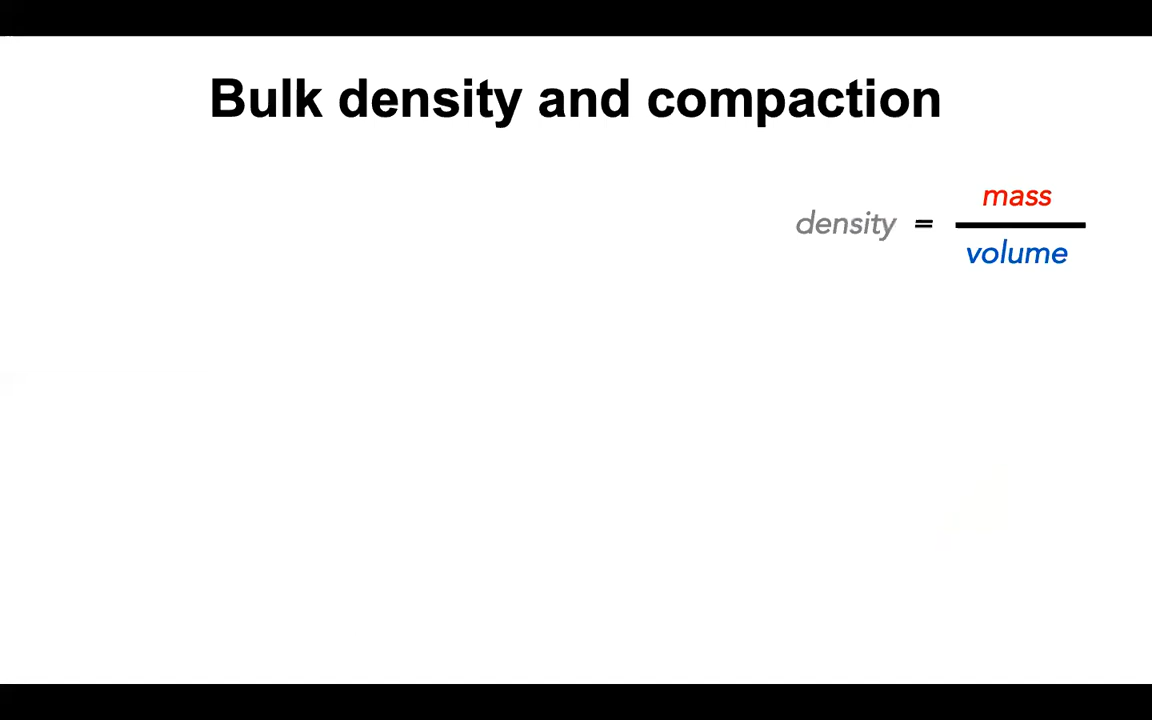 Bulk density and compaction
mass
density =
volume